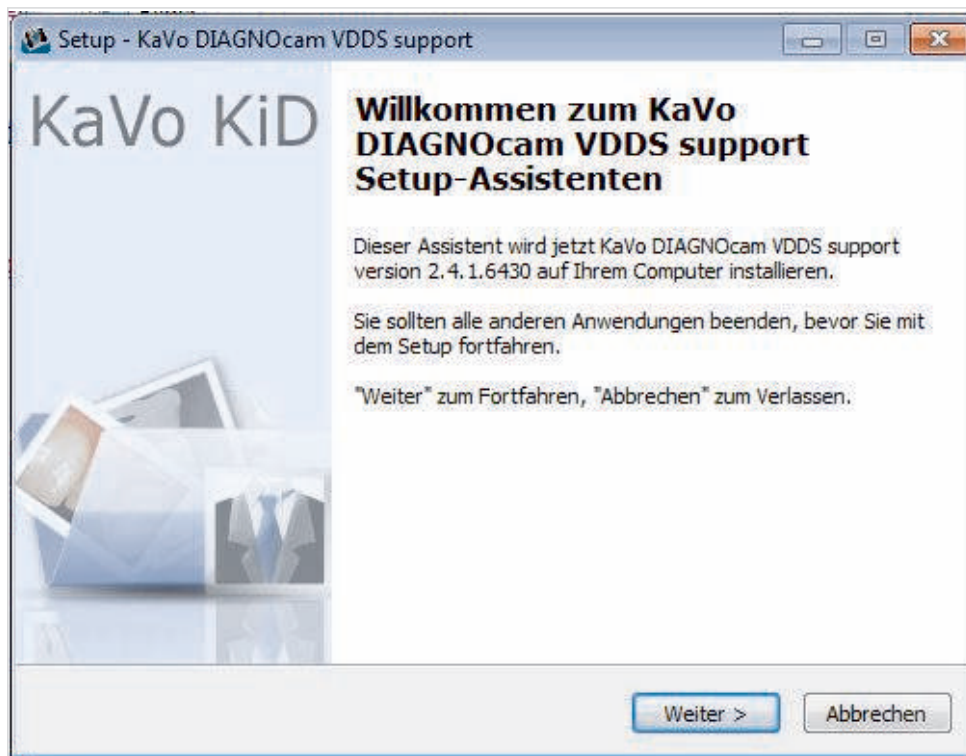 Setup - KaVo DIAGNOcam VDDS support
KaVo KiD
Willkommen zum KaVo
DIAGNOcam VDDS support
Setup-Assistenten
Dieser Assistent wird jetzt KaVo DIAGNOcam VDDS support
version 2.4.1.6430 auf Ihrem Computer installieren.
Sie sollten alle anderen Anwendungen beenden, bevor Sie mit
dem Setup fortfahren.
"Weiter" zum Fortfahren, "Abbrechen" zum Verlassen.
Weiter >
Abbrechen